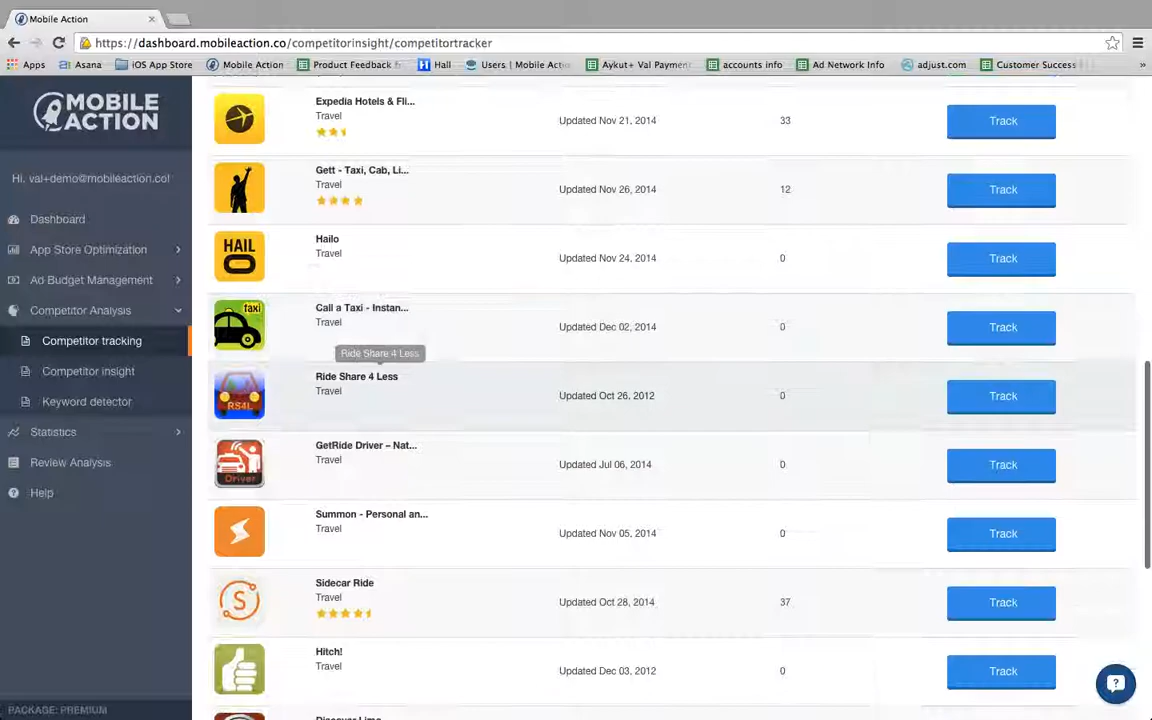 Mobile Action
https://dashboard.mobileaction.co/competitorinsight/competitortracker
Apps
Asana
iOS App Store
Mobile Action
Product Feedback
Hall
Users | Mobile Actio
Aykut+ Val Paymen
accounts info
Ad Network Info
adjust.com
Customer Success
»
MOBILE
ACTION
Hi, val+demo@mobileaction.co!
Dashboard
App Store Optimization
Ad Budget Management
Competitor Analysis
Competitor tracking
Competitor insight
Keyword detector
Statistics
Review Analysis
Help
PACKAGE: PREMIUM
Expedia Hotels & Fli...
Travel
Updated Nov 21, 2014
33
Track
Gett - Taxi, Cab, Li...
Travel
Updated Nov 26, 2014
12
Track
HAIL
O
Hailo
Travel
Updated Nov 24, 2014
0
Track
taxi
Call a Taxi - Instan...
Travel
Updated Dec 02, 2014
0
Track
Ride Share 4 Less
RS4L
Ride Share 4 Less
Travel
Updated Oct 26, 2012
0
Track
Driver
GetRide Driver – Nat...
Travel
Updated Jul 06, 2014
0
Track
Summon - Personal an...
Travel
Updated Nov 05, 2014
0
Track
S
Sidecar Ride
Travel
Updated Oct 28, 2014
37
Track
Hitch!
Travel
Updated Dec 03, 2012
0
Track
Discover Limo